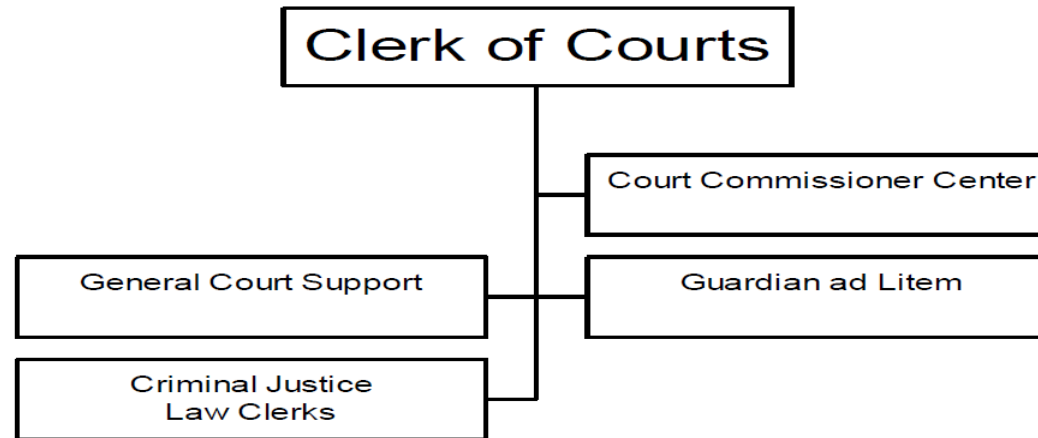 Clerk of Courts
Court Commissioner Center
General Court Support
Guardian ad Litem
Criminal Justice
Law Clerks